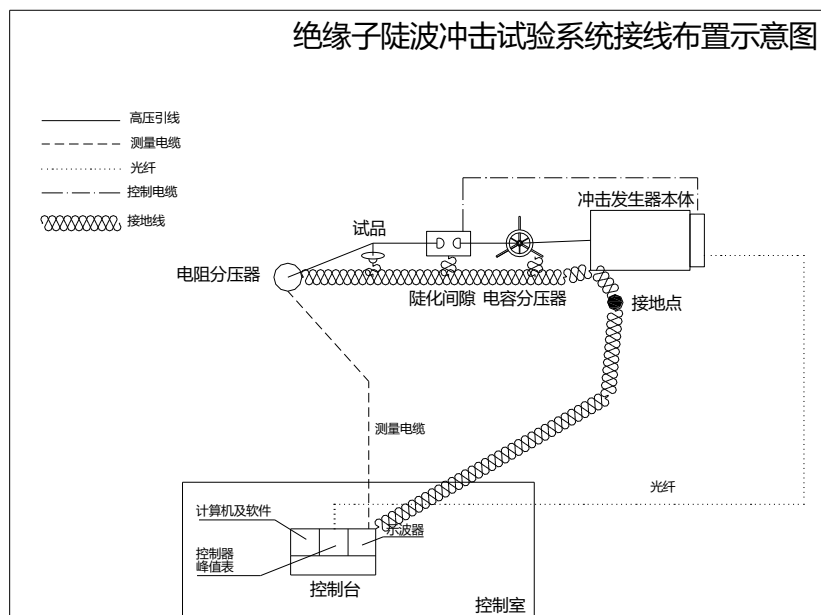 绝缘子陡波冲击试验系统接线布置示意图
高压引线
测量电缆
光纤
控制电缆
接地线
冲击发生器本体
试品
电阻分压器
陡化间隙
电容分压器
接地点
测量电缆
光纤
计算机及软件
示波器
控制器
峰值表
控制台
控制室